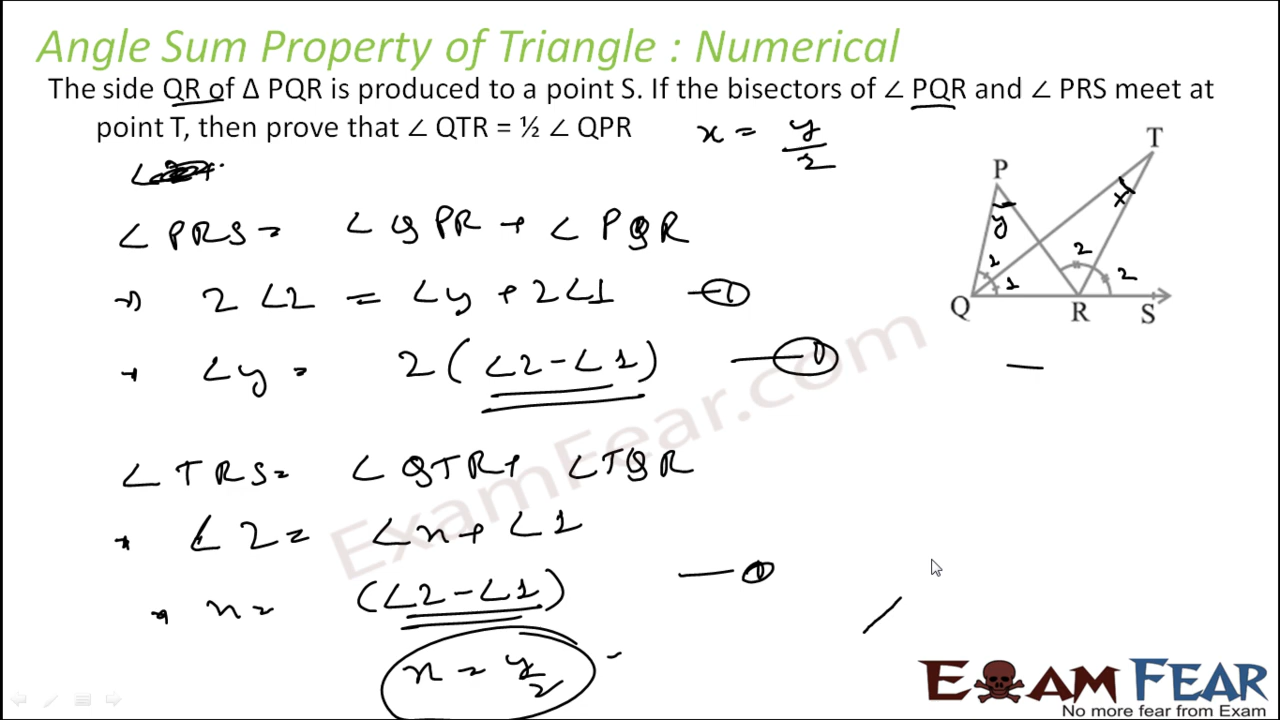 Angle Sum Property of Triangle : Numerical
The side QR of Δ PQR is produced to a point S. If the bisectors of ∠ PQR and ∠ PRS meet at
point T, then prove that ∠ QTR = ½ ∠ QPR
x = y/2
∠ PRS = ∠ QPR + ∠ PQR
⇒ 2 ∠2 = ∠y + 2∠1 — ①
∠y = 2 (∠2 - ∠1) — ①
∠ TRS = ∠ QTR + ∠ TQR
∠2 = ∠x + ∠1
x = (∠2 - ∠1)
x = y/2
T
P
x
y
2
1 1 2
Q R S
ExamFear.com
EXAM FEAR
No more fear from Exam